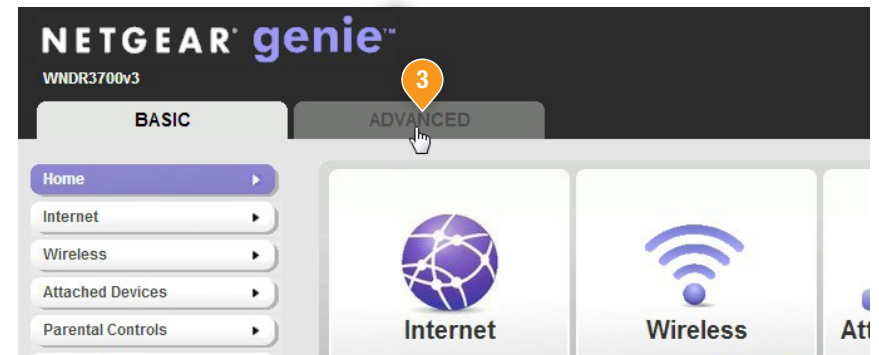 NETGEAR® genie™
WNDR3700v3
3
BASIC
ADVANCED
Home
Internet
Wireless
Attached Devices
Parental Controls
Internet
Wireless
Att